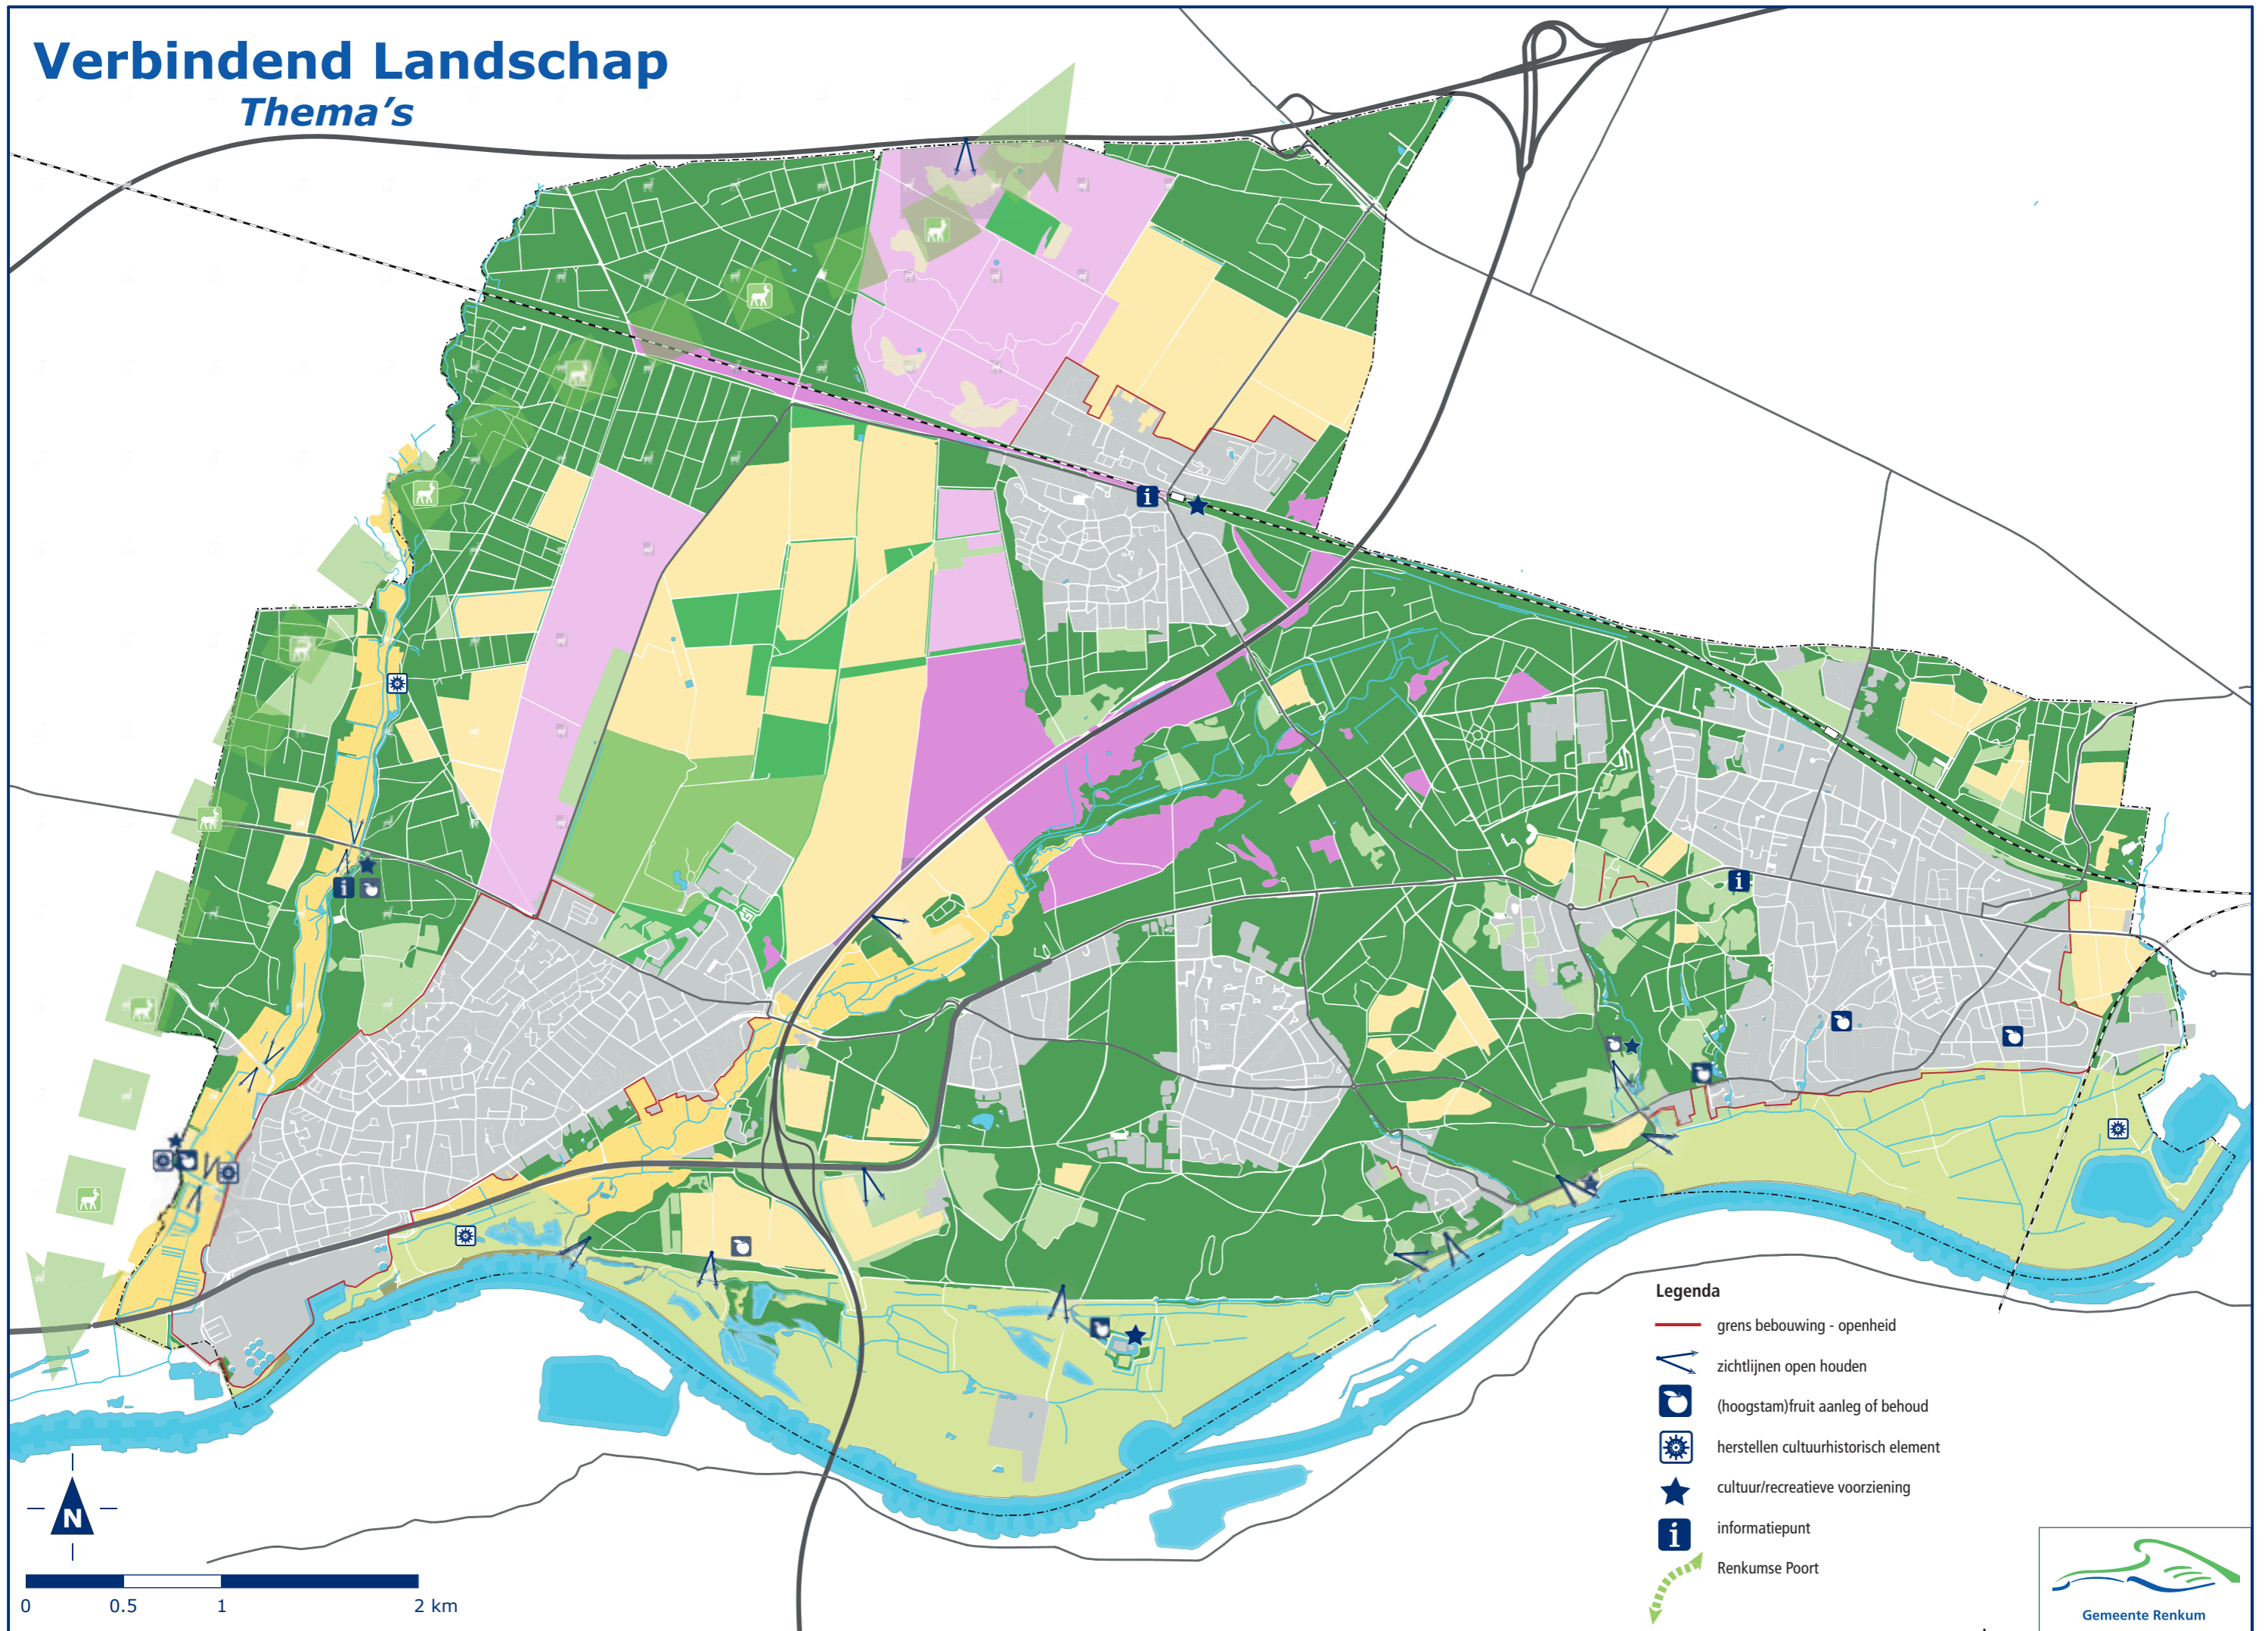 Verbindend Landschap
Thema's
i
i
i
Legenda
grens bebouwing - openheid
zichtlijnen open houden
(hoogstam)fruit aanleg of behoud
herstellen cultuurhistorisch element
cultuur/recreatieve voorziening
i informatiepunt
Renkumse Poort
N
0 0.5 1 2 km
Gemeente Renkum